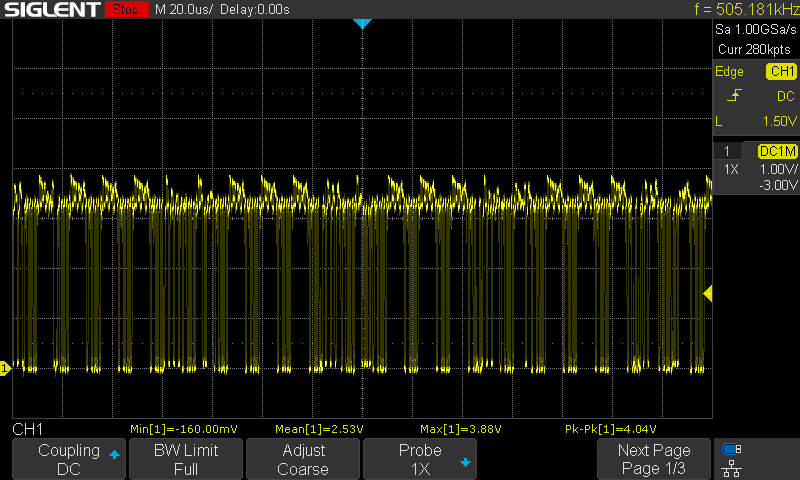 SIGLENT Stop M 20.0us/ Delay:0.00s f = 505.181kHz
Sa 1.00GSa/s
Curr 280kpts
Edge CH1
DC
L 1.50V
1 DC1M
1X 1.00V/
-3.00V
1
CH1 Min[1]=-160.00mV Mean[1]=2.53V Max[1]=3.88V Pk-Pk[1]=4.04V
Coupling BW Limit Adjust Probe Next Page
DC Full Coarse 1X Page 1/3